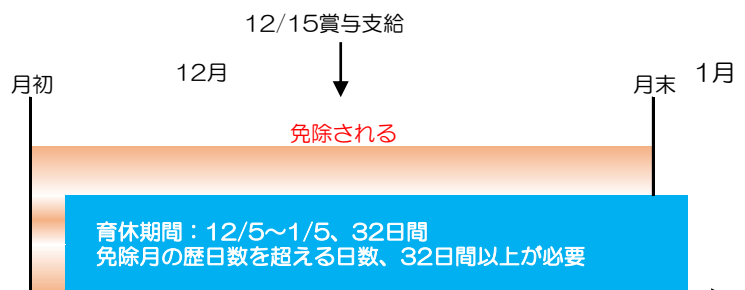 12/15賞与支給
12月
1月
月初
月末
免除される
育休期間：12/5～1/5、32日間
免除月の歴日数を超える日数、32日間以上が必要